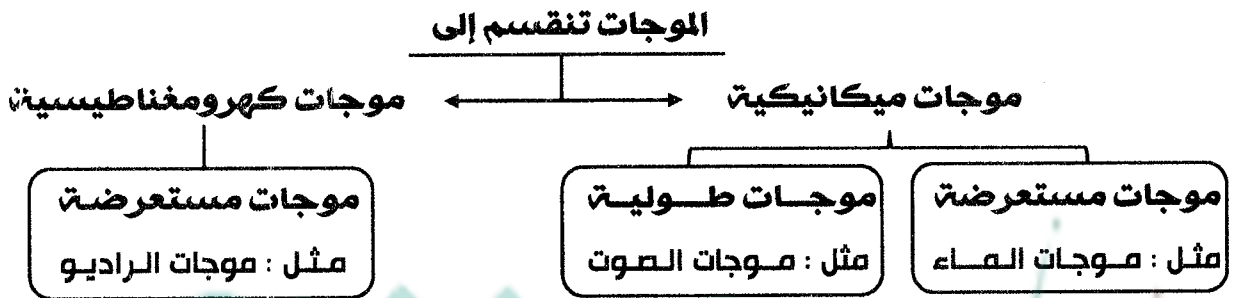 الموجات تنقسم إلى
موجات ميكانيكية
موجات كهرومغناطيسية
موجات مستعرضة
مثل : موجات الماء
موجات طولية
مثل : موجات الصوت
موجات مستعرضة
مثل : موجات الراديو